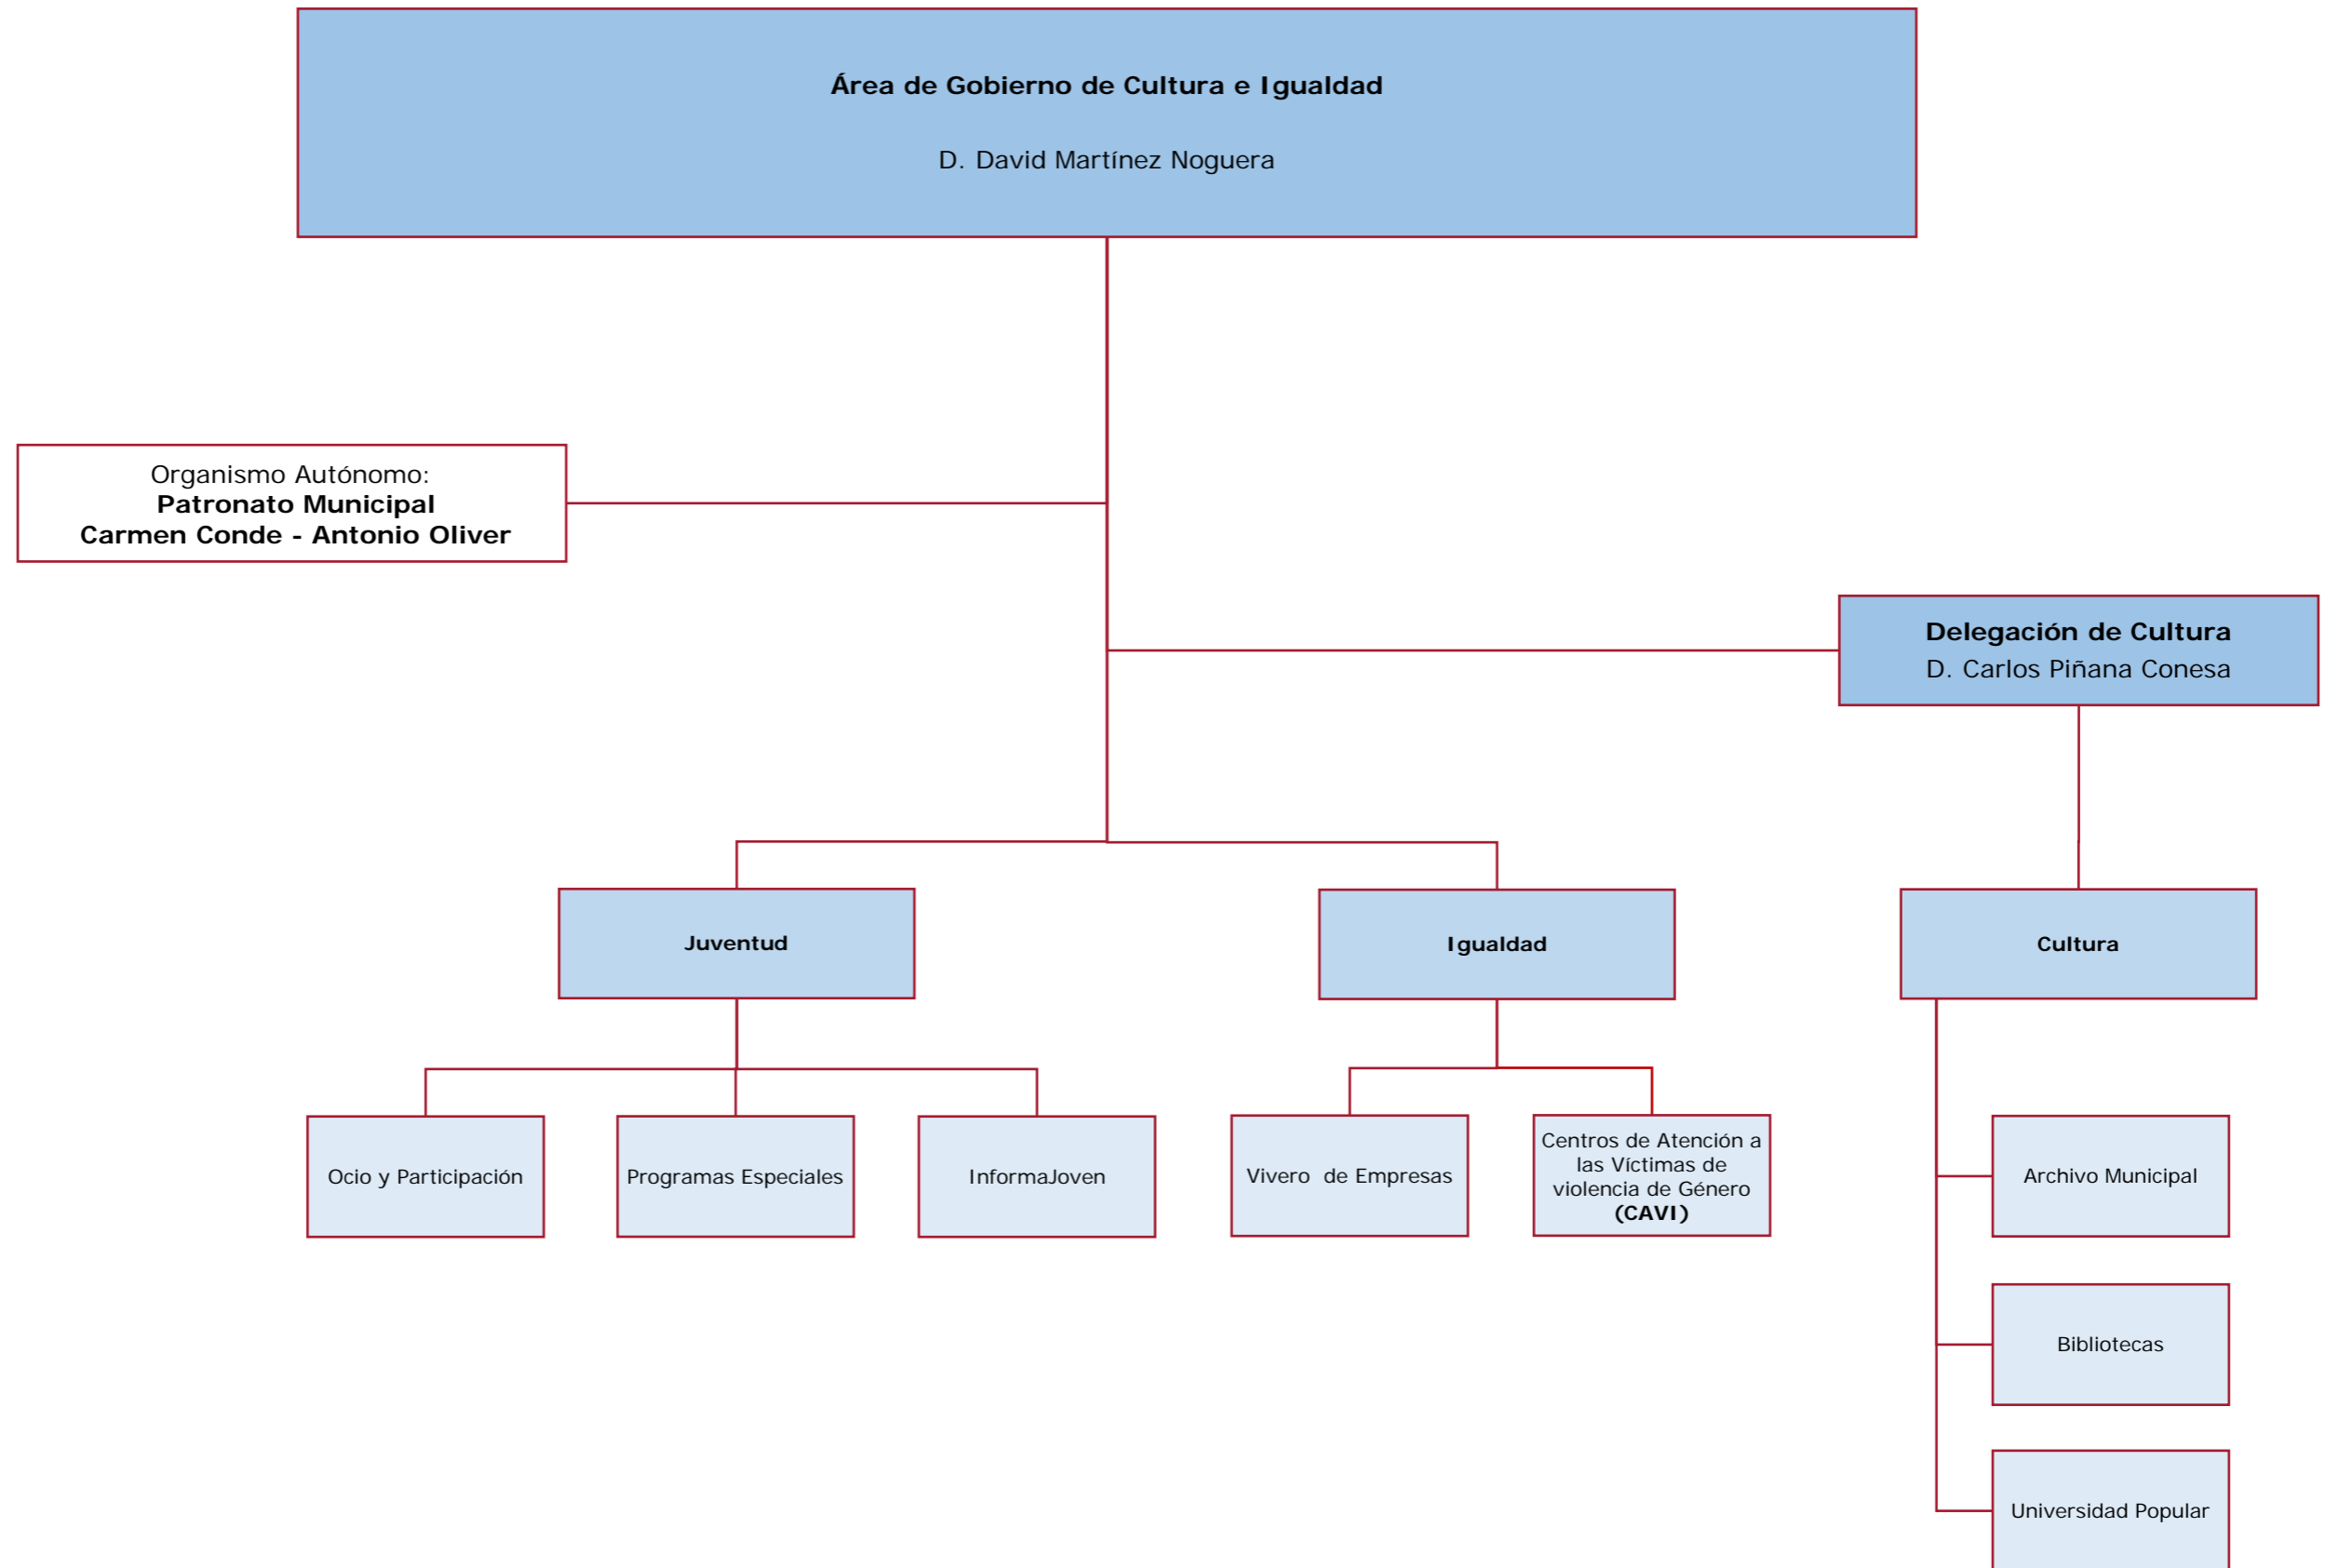 Área de Gobierno de Cultura e Igualdad
D. David Martínez Noguera
Organismo Autónomo:
Patronato Municipal
Carmen Conde - Antonio Oliver
Delegación de Cultura
D. Carlos Piñana Conesa
Juventud
Igualdad
Cultura
Ocio y Participación
Programas Especiales
InformaJoven
Vivero de Empresas
Centros de Atención a
las Víctimas de
violencia de Género
(CAVI)
Archivo Municipal
Bibliotecas
Universidad Popular